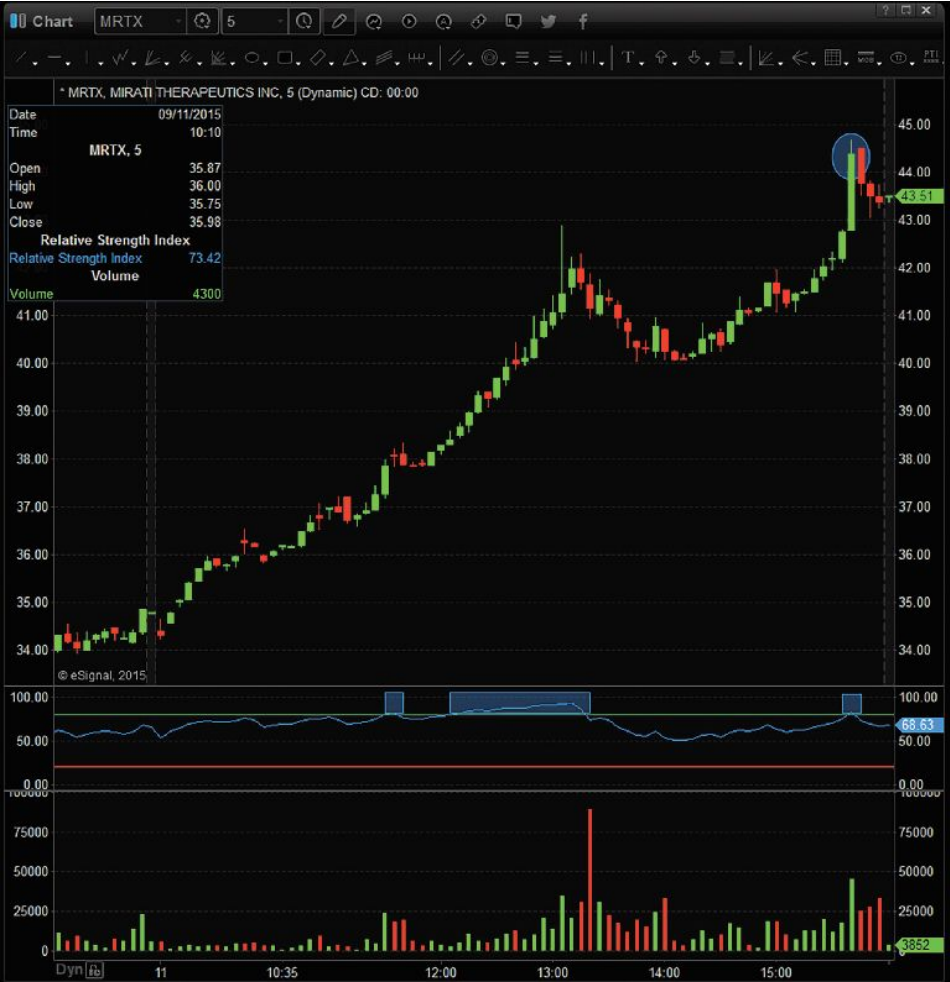 Chart MRTX 5
T
* MRTX, MIRATI THERAPEUTICS INC, 5 (Dynamic) CD: 00:00
Date 09/11/2015
Time 10:10
MRTX, 5
Open 35.87
High 36.00
Low 35.75
Close 35.98
Relative Strength Index
Relative Strength Index 73.42
Volume
Volume 4300
45.00
44.00
43.51
43.00
42.00
41.00 41.00
40.00 40.00
39.00 39.00
38.00 38.00
37.00 37.00
36.00 36.00
35.00 35.00
34.00 34.00
© eSignal, 2015
100.00 100.00
68.63
50.00 50.00
0.00 0.00
100000 100000
75000 75000
50000 50000
25000 25000
0 3852
Dyn 11 10:35 12:00 13:00 14:00 15:00